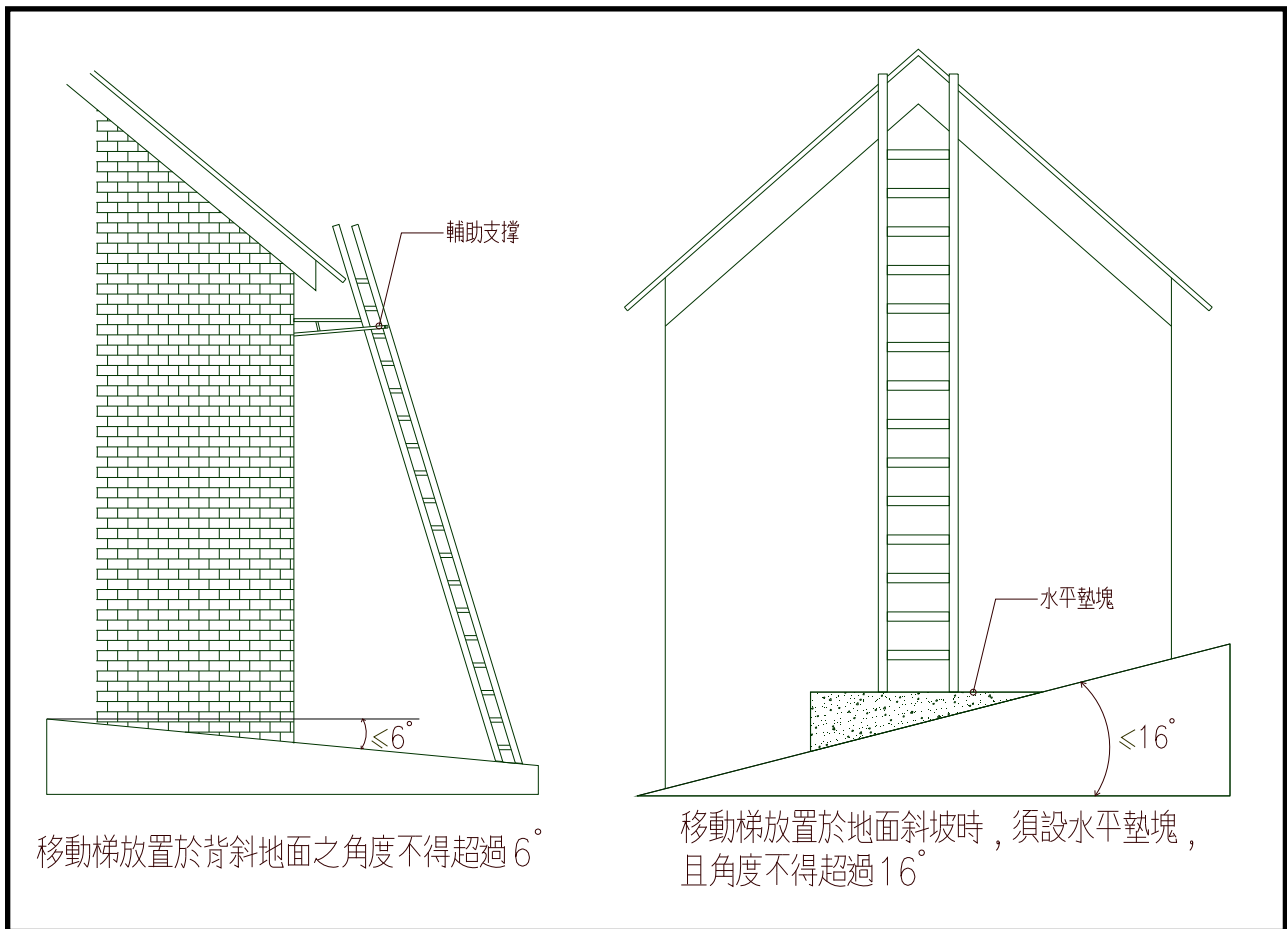 輔助支撐
≤6°
移動梯放置於背斜地面之角度不得超過6°
水平墊塊
≤16°
移動梯放置於地面斜坡時，須設水平墊塊，
且角度不得超過16°